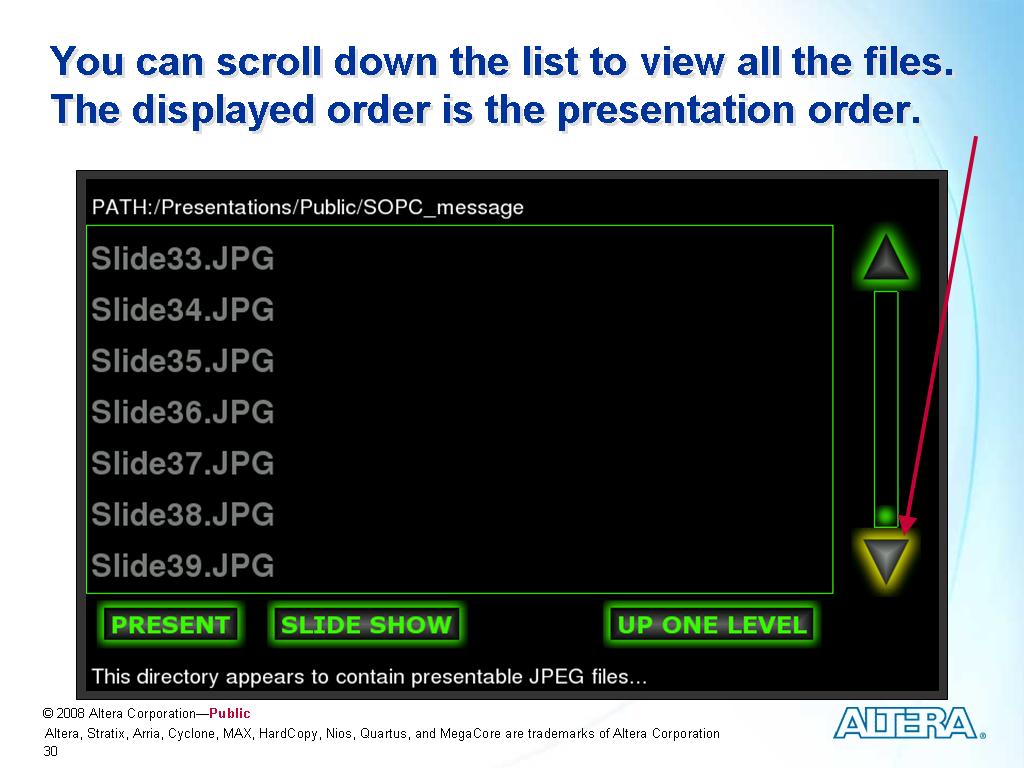 You can scroll down the list to view all the files.
The displayed order is the presentation order.
PATH:/Presentations/Public/SOPC_message
Slide33.JPG
Slide34.JPG
Slide35.JPG
Slide36.JPG
Slide37.JPG
Slide38.JPG
Slide39.JPG
PRESENT SLIDE SHOW UP ONE LEVEL
This directory appears to contain presentable JPEG files...
© 2008 Altera Corporation—Public
Altera, Stratix, Arria, Cyclone, MAX, HardCopy, Nios, Quartus, and MegaCore are trademarks of Altera Corporation
30
ALTERA®